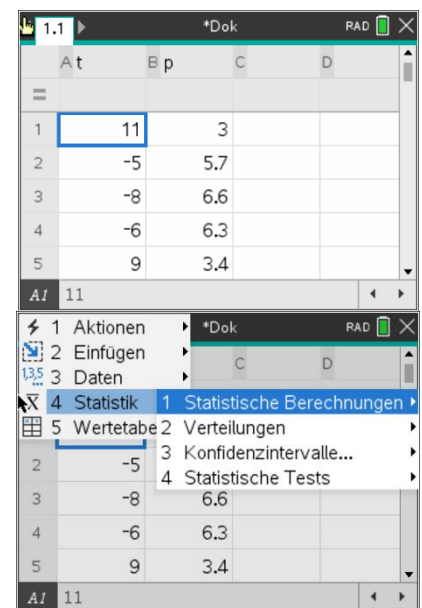 1.1 *Dok RAD
A t B p C D
=
1 11 3
2 -5 5.7
3 -8 6.6
4 -6 6.3
5 9 3.4
A1 11
1 Aktionen *Dok RAD
2 Einfügen C D
1,3,5 3 Daten
x̄ 4 Statistik 1 Statistische Berechnungen
5 Wertetabe 2 Verteilungen
3 Konfidenzintervalle...
4 Statistische Tests
2 -5
3 -8 6.6
4 -6 6.3
5 9 3.4
A1 11